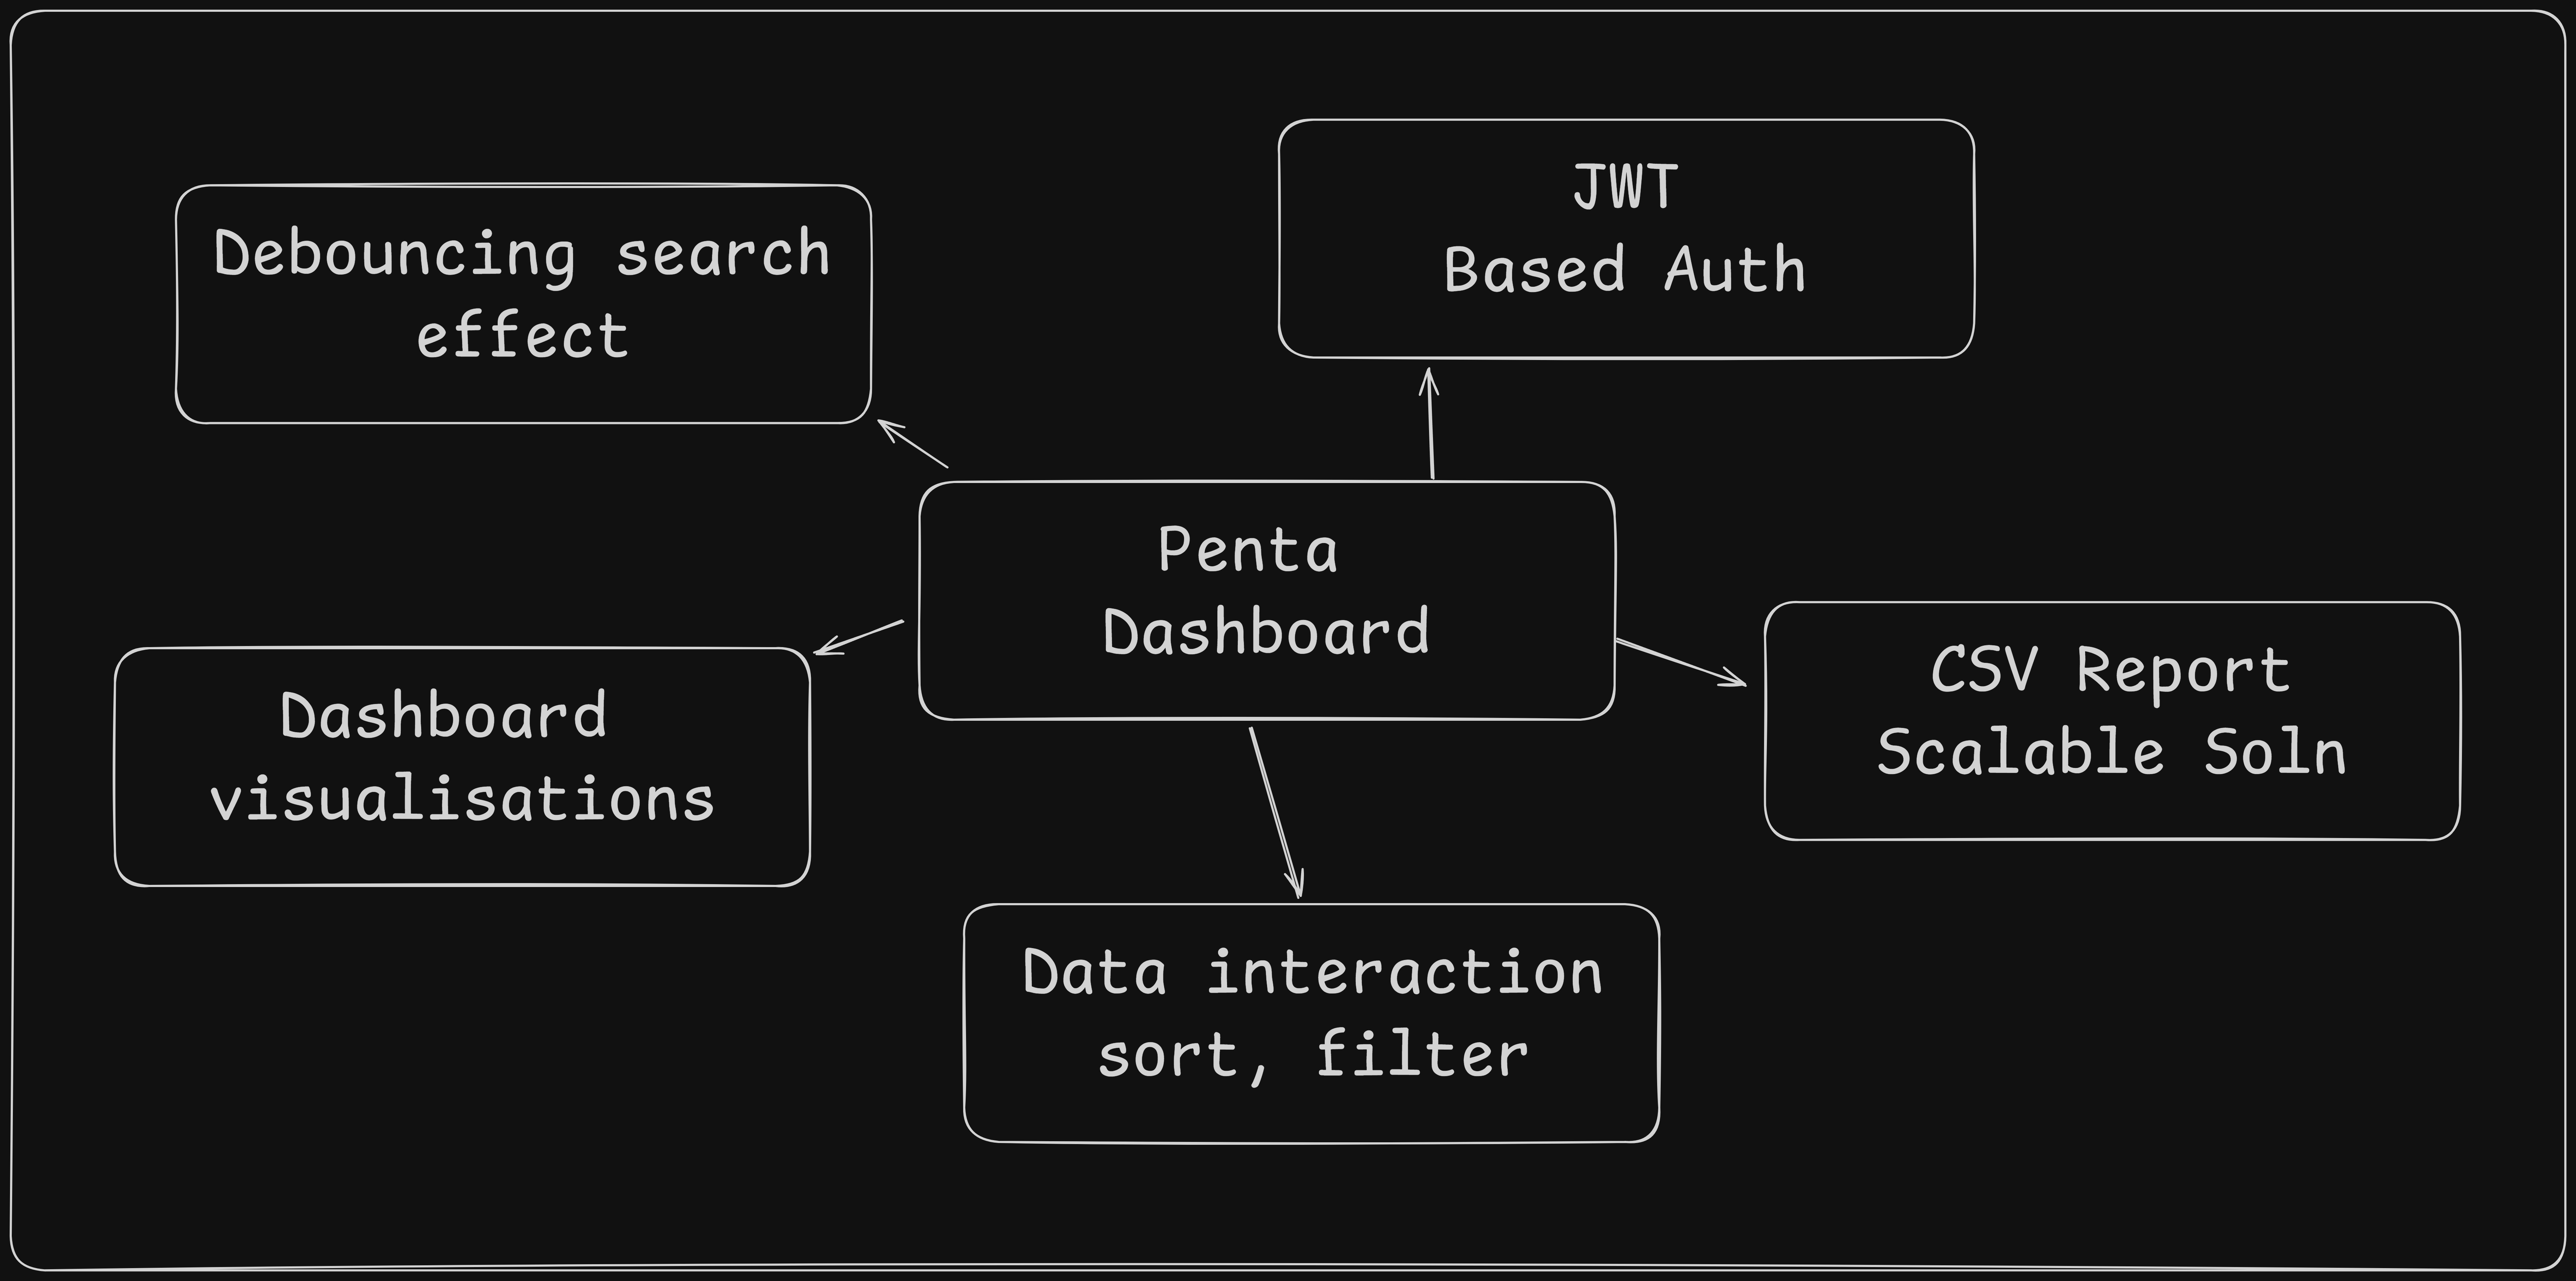 JWT
Based Auth
Debouncing search
effect
Penta
Dashboard
CSV Report
Scalable Soln
Dashboard
visualisations
Data interaction
sort, filter